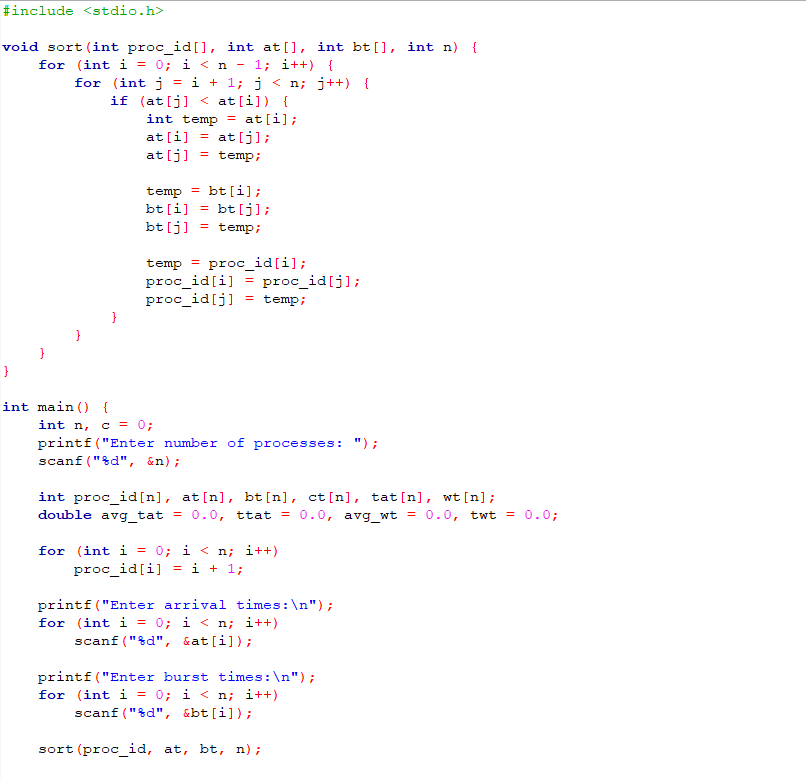 #include <stdio.h>

void sort(int proc_id[], int at[], int bt[], int n) {
    for (int i = 0; i < n - 1; i++) {
        for (int j = i + 1; j < n; j++) {
            if (at[j] < at[i]) {
                int temp = at[i];
                at[i] = at[j];
                at[j] = temp;

                temp = bt[i];
                bt[i] = bt[j];
                bt[j] = temp;

                temp = proc_id[i];
                proc_id[i] = proc_id[j];
                proc_id[j] = temp;
            }
        }
    }
}

int main() {
    int n, c = 0;
    printf("Enter number of processes: ");
    scanf("%d", &n);

    int proc_id[n], at[n], bt[n], ct[n], tat[n], wt[n];
    double avg_tat = 0.0, ttat = 0.0, avg_wt = 0.0, twt = 0.0;

    for (int i = 0; i < n; i++)
        proc_id[i] = i + 1;

    printf("Enter arrival times:\n");
    for (int i = 0; i < n; i++)
        scanf("%d", &at[i]);

    printf("Enter burst times:\n");
    for (int i = 0; i < n; i++)
        scanf("%d", &bt[i]);

    sort(proc_id, at, bt, n);